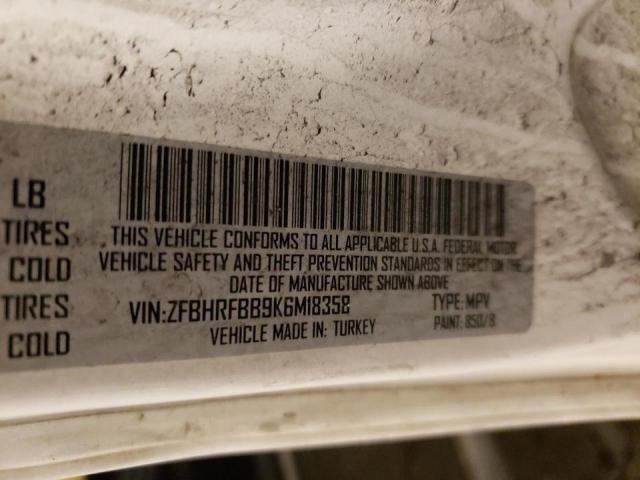 LB
TIRES
COLD
TIRES
COLD
THIS VEHICLE CONFORMS TO ALL APPLICABLE U.S.A. FEDERAL MOTOR
VEHICLE SAFETY AND THEFT PREVENTION STANDARDS IN EFFECT ON THE
DATE OF MANUFACTURE SHOWN ABOVE
VIN:ZFBHRFBB9K6M18358 TYPE: MPV
VEHICLE MADE IN: TURKEY PAINT: 850/B